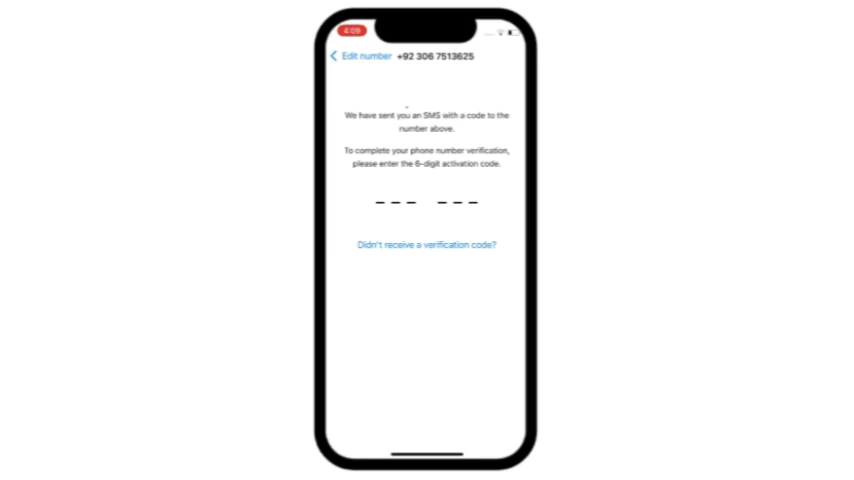 4:09
Edit number +92 306 7513625
We have sent you an SMS with a code to the
number above.
To complete your phone number verification,
please enter the 6-digit activation code.
Didn't receive a verification code?